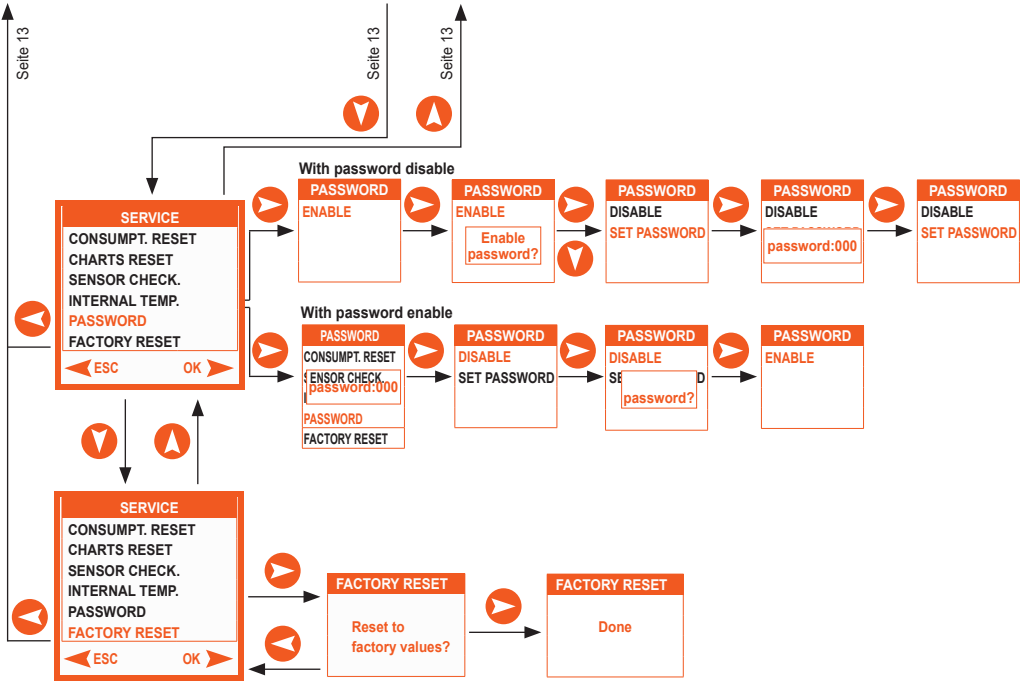 Seite 13
Seite 13
Seite 13
With password disable
PASSWORD
ENABLE
PASSWORD
ENABLE
Enable
password?
PASSWORD
DISABLE
SET PASSWORD
PASSWORD
DISABLE
password:000
PASSWORD
DISABLE
SET PASSWORD
SERVICE
CONSUMPT. RESET
CHARTS RESET
SENSOR CHECK.
INTERNAL TEMP.
PASSWORD
FACTORY RESET
ESC OK
With password enable
PASSWORD
CONSUMPT. RESET
SENSOR CHECK.
password:000
PASSWORD
FACTORY RESET
PASSWORD
DISABLE
SET PASSWORD
PASSWORD
DISABLE
password?
PASSWORD
ENABLE
SERVICE
CONSUMPT. RESET
CHARTS RESET
SENSOR CHECK.
INTERNAL TEMP.
PASSWORD
FACTORY RESET
ESC OK
FACTORY RESET
Reset to
factory values?
FACTORY RESET
Done